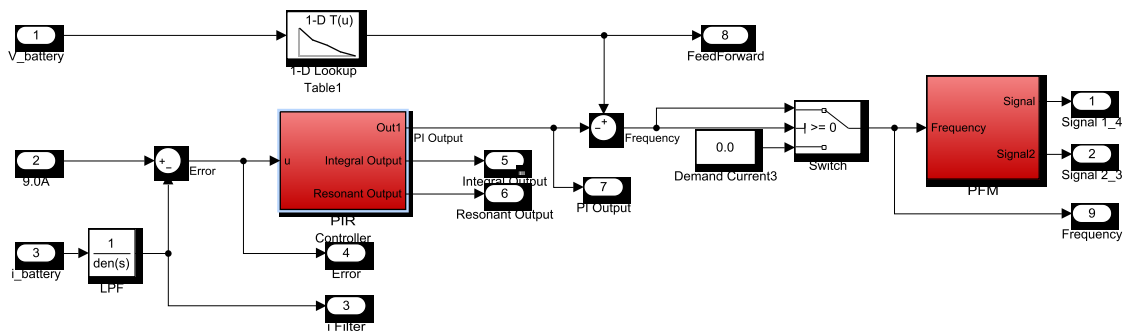 1
V_battery
1-D T(u)
1-D Lookup
Table1
8
FeedForward
2
9.0A
Error
u
Out1
Integral Output
Resonant Output
PIR
Controller
PI Output
5
Integral Output
6
Resonant Output
7
PI Output
Frequency
0.0
Demand Current3
>= 0
Switch
Frequency
Signal
Signal2
PFM
1
Signal 1_4
2
Signal 2_3
9
Frequency
3
i_battery
1
den(s)
LPF
4
Error
3
i Filter